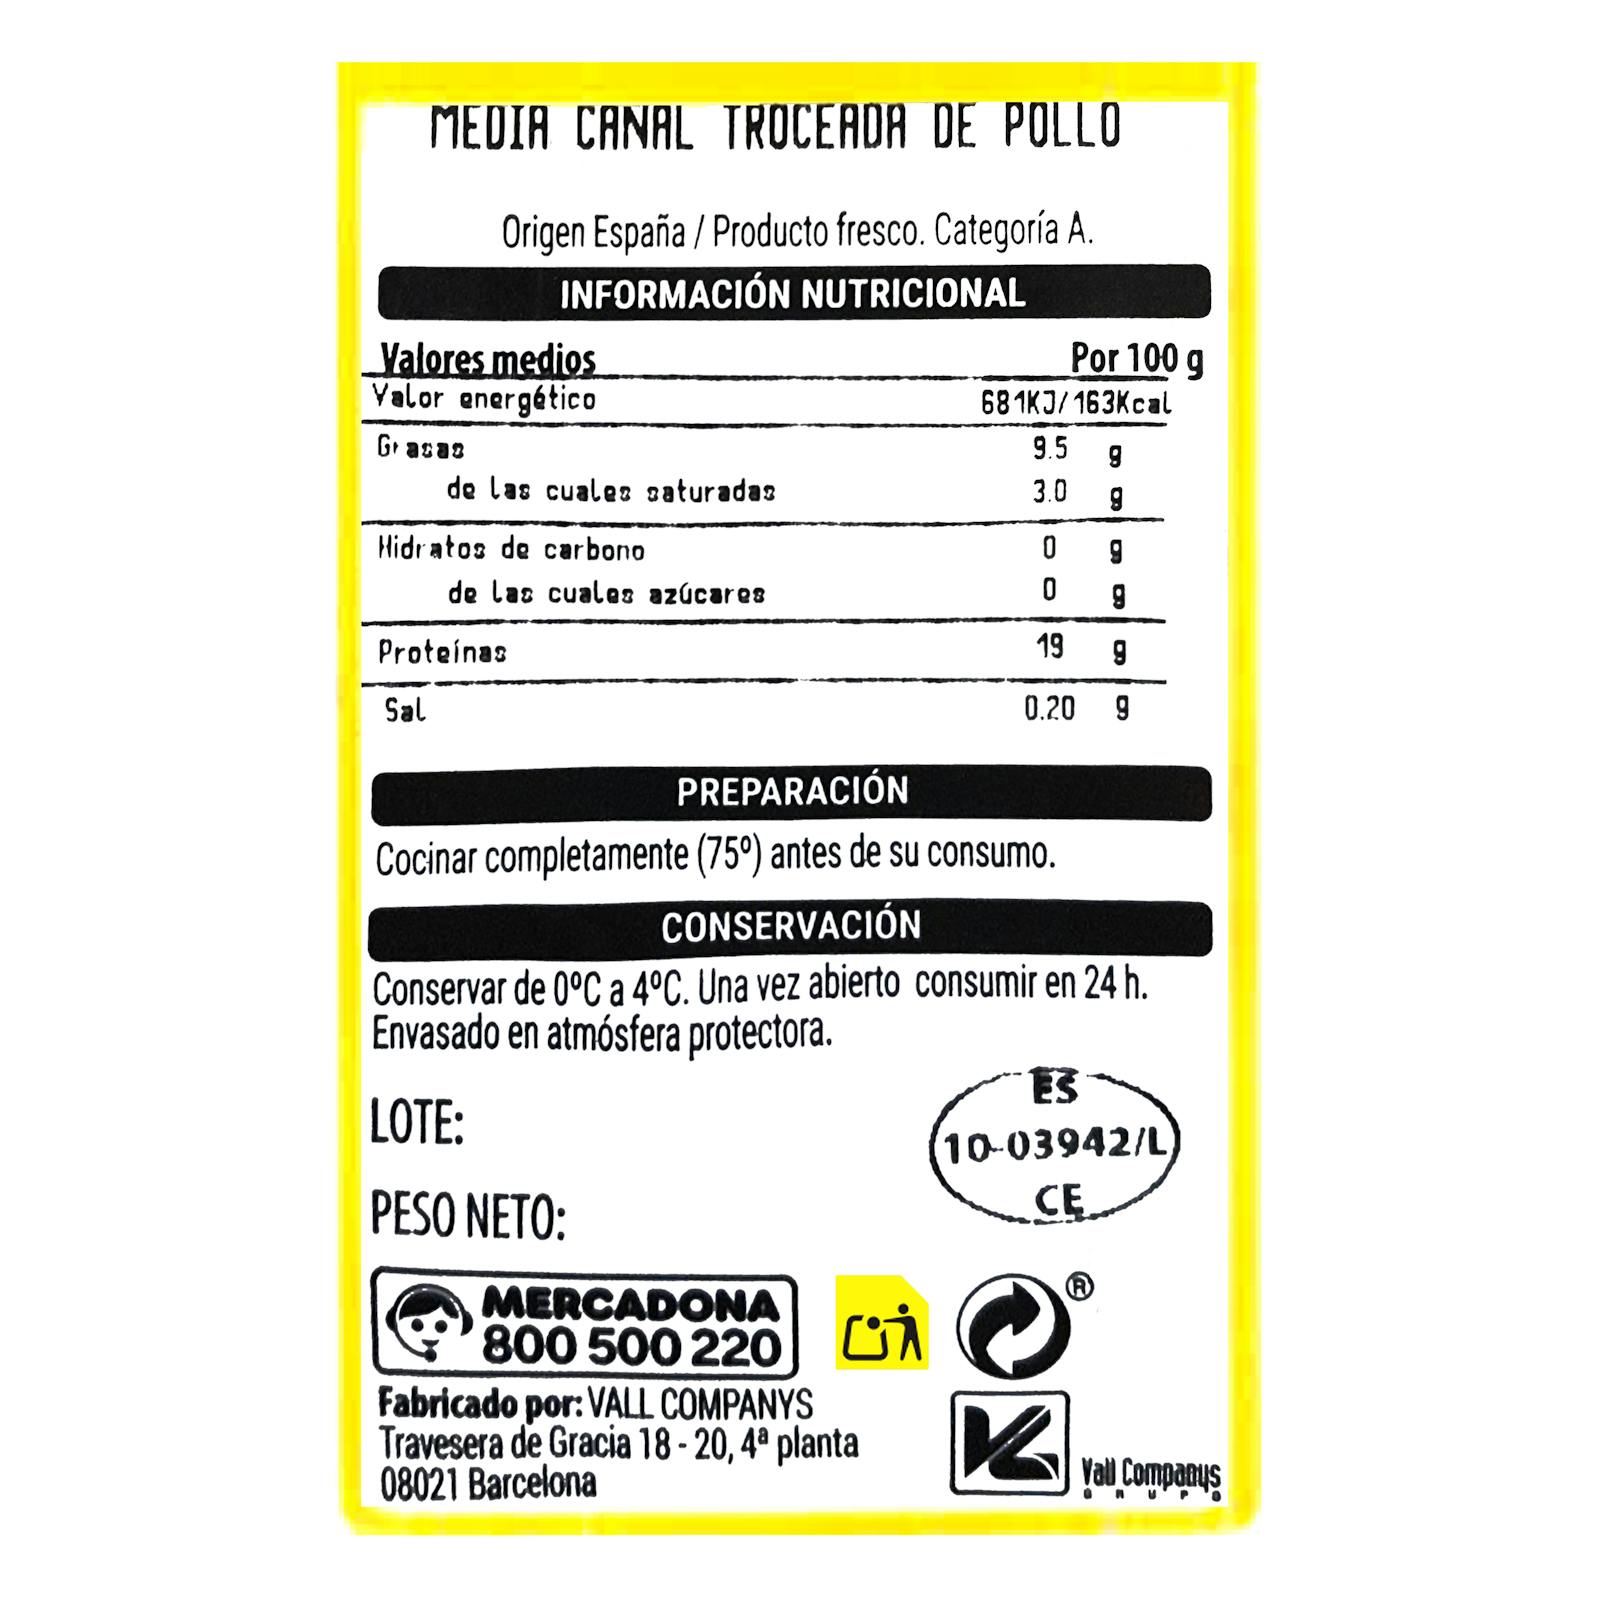 MEDIA CANAL TROCEADA DE POLLO
Origen España / Producto fresco. Categoría A.
INFORMACIÓN NUTRICIONAL
Valores medios Por 100 g
Valor energético 681KJ/163Kcal
Grasas 9.5 g
de las cuales saturadas 3.0 g
Hidratos de carbono 0 g
de las cuales azúcares 0 g
Proteínas 19 g
Sal 0.20 g
PREPARACIÓN
Cocinar completamente (75º) antes de su consumo.
CONSERVACIÓN
Conservar de 0ºC a 4ºC. Una vez abierto consumir en 24 h.
Envasado en atmósfera protectora.
LOTE:
PESO NETO:
ES
10-03942/L
CE
MERCADONA
800 500 220
®
Fabricado por: VALL COMPANYS
Travesera de Gracia 18 - 20, 4ª planta
08021 Barcelona
Vall Companys
GRUPO